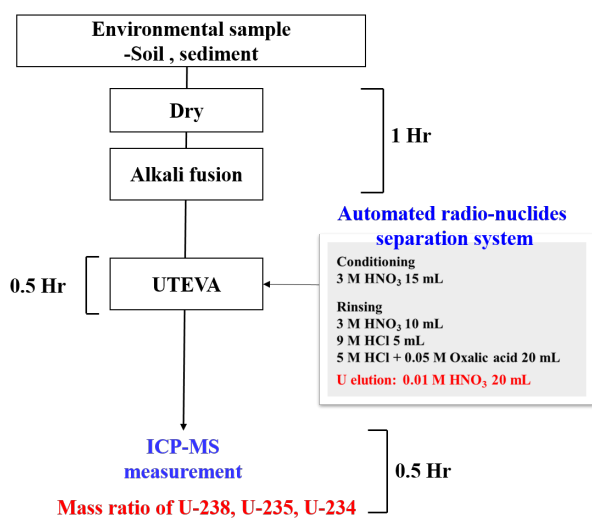 Environmental sample
-Soil , sediment
Dry
1 Hr
Alkali fusion
Automated radio-nuclides
separation system
0.5 Hr
UTEVA
Conditioning
3 M HNO₃ 15 mL
Rinsing
3 M HNO₃ 10 mL
9 M HCl 5 mL
5 M HCl + 0.05 M Oxalic acid 20 mL
U elution: 0.01 M HNO₃ 20 mL
ICP-MS
measurement
0.5 Hr
Mass ratio of U-238, U-235, U-234